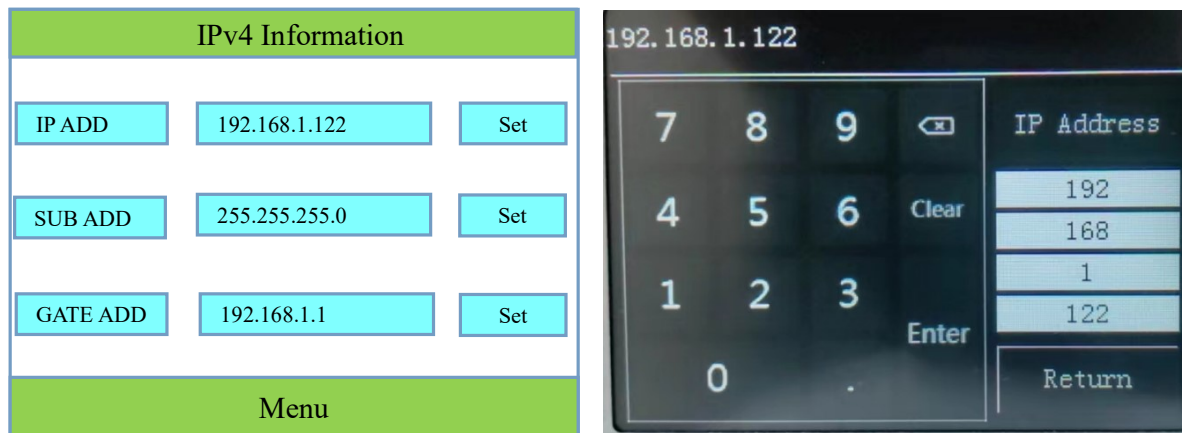 IPv4 Information
IP ADD 192.168.1.122 Set
SUB ADD 255.255.255.0 Set
GATE ADD 192.168.1.1 Set
Menu
192.168.1.122
7 8 9 IP Address
4 5 6 Clear 192
168
1 2 3 1
Enter 122
0 . Return